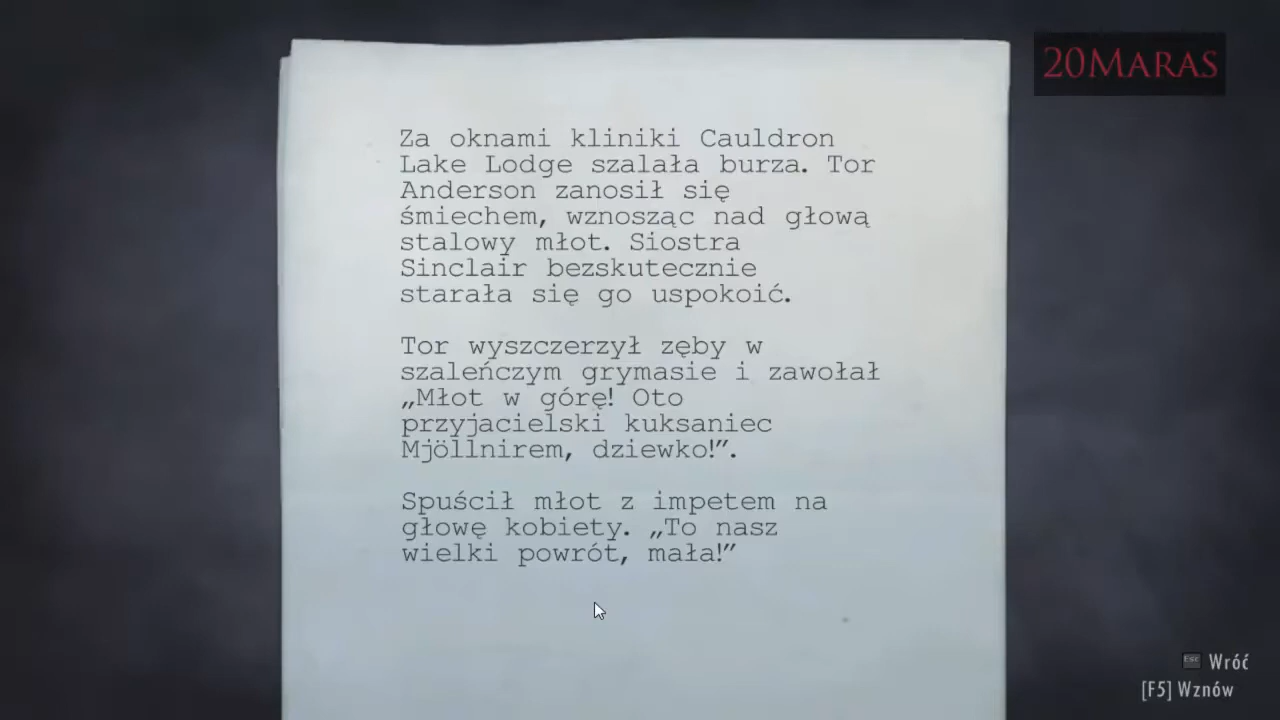 20MARAS
Za oknami kliniki Cauldron
Lake Lodge szalała burza. Tor
Anderson zanosił się
śmiechem, wznosząc nad głową
stalowy młot. Siostra
Sinclair bezskutecznie
starała się go uspokoić.
Tor wyszczerzył zęby w
szaleńczym grymasie i zawołał
„Młot w górę! Oto
przyjacielski kuksaniec
Mjöllnirem, dziewko!”.
Spuścił młot z impetem na
głowę kobiety. „To nasz
wielki powrót, mała!”
Esc Wróć
[F5] Wznów